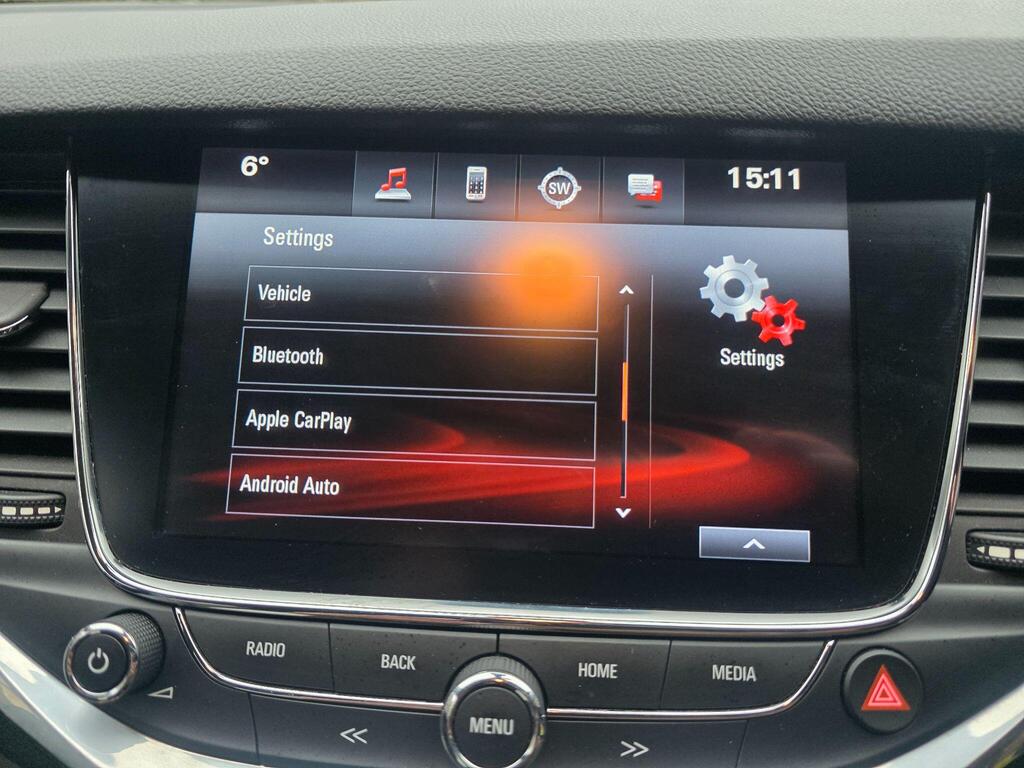 6°
SW
15:11
Settings
Vehicle
Bluetooth
Apple CarPlay
Android Auto
Settings
RADIO
BACK
HOME
MEDIA
MENU